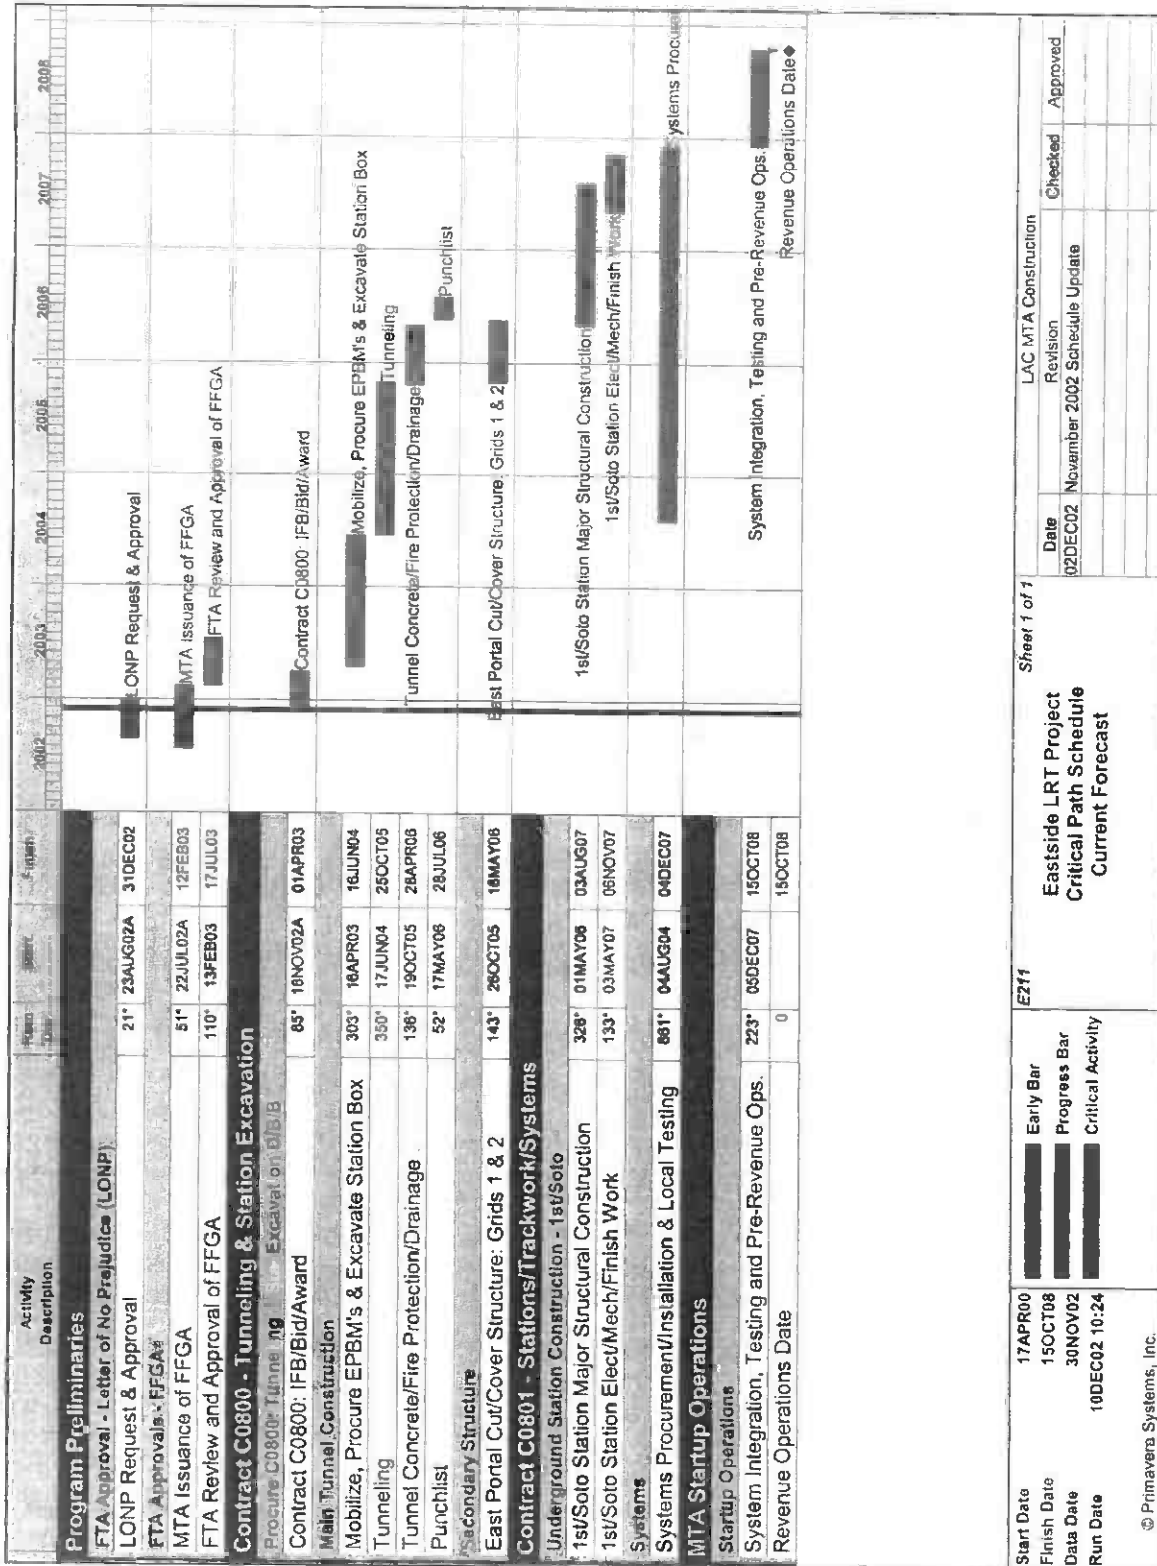 Activity
Description
2002 2003 2004 2005 2006 2007 2008
Program Preliminaries
FTA Approval - Letter of No Prejudice (LONP)
LONP Request & Approval 21* 23AUG02A 31DEC02 LONP Request & Approval
FTA Approvals - FFGA
MTA Issuance of FFGA 51* 22JUL02A 12FEB03 MTA Issuance of FFGA
FTA Review and Approval of FFGA 110* 13FEB03 17JUL03 FTA Review and Approval of FFGA
Contract C0800 - Tunneling & Station Excavation
Procure C0800: Tunneling Excavation D/B/B
Contract C0800: IFB/Bid/Award 85* 18NOV02A 01APR03 Contract C0800: IFB/Bid/Award
Main Tunnel Construction
Mobilize, Procure EPBM's & Excavate Station Box 303* 16APR03 16JUN04 Mobilize, Procure EPBM's & Excavate Station Box
Tunneling 350* 17JUN04 25OCT05 Tunneling
Tunnel Concrete/Fire Protection/Drainage 136* 19OCT05 28APR06 Tunnel Concrete/Fire Protection/Drainage
Punchlist 52* 17MAY06 28JUL06 Punchlist
Secondary Structure
East Portal Cut/Cover Structure: Grids 1 & 2 143* 26OCT05 18MAY06 East Portal Cut/Cover Structure: Grids 1 & 2
Contract C0801 - Stations/Trackwork/Systems
Underground Station Construction - 1st/Soto
1st/Soto Station Major Structural Construction 326* 01MAY06 03AUG07 1st/Soto Station Major Structural Construction
1st/Soto Station Elect/Mech/Finish Work 133* 03MAY07 06NOV07 1st/Soto Station Elect/Mech/Finish Work
Systems
Systems Procurement/Installation & Local Testing 861* 04AUG04 04DEC07 Systems Procu
MTA Startup Operations
Startup Operations
System Integration, Testing and Pre-Revenue Ops. 223* 05DEC07 15OCT08 System Integration, Testing and Pre-Revenue Ops.
Revenue Operations Date 0 15OCT08 Revenue Operations Date
Start Date 17APR00
Finish Date 15OCT08
Data Date 30NOV02
Run Date 10DEC02 10:24
© Primavera Systems, Inc.
Early Bar
Progress Bar
Critical Activity
E211
Sheet 1 of 1
Eastside LRT Project
Critical Path Schedule
Current Forecast
LAC MTA Construction
Date Revision Checked Approved
02DEC02 November 2002 Schedule Update